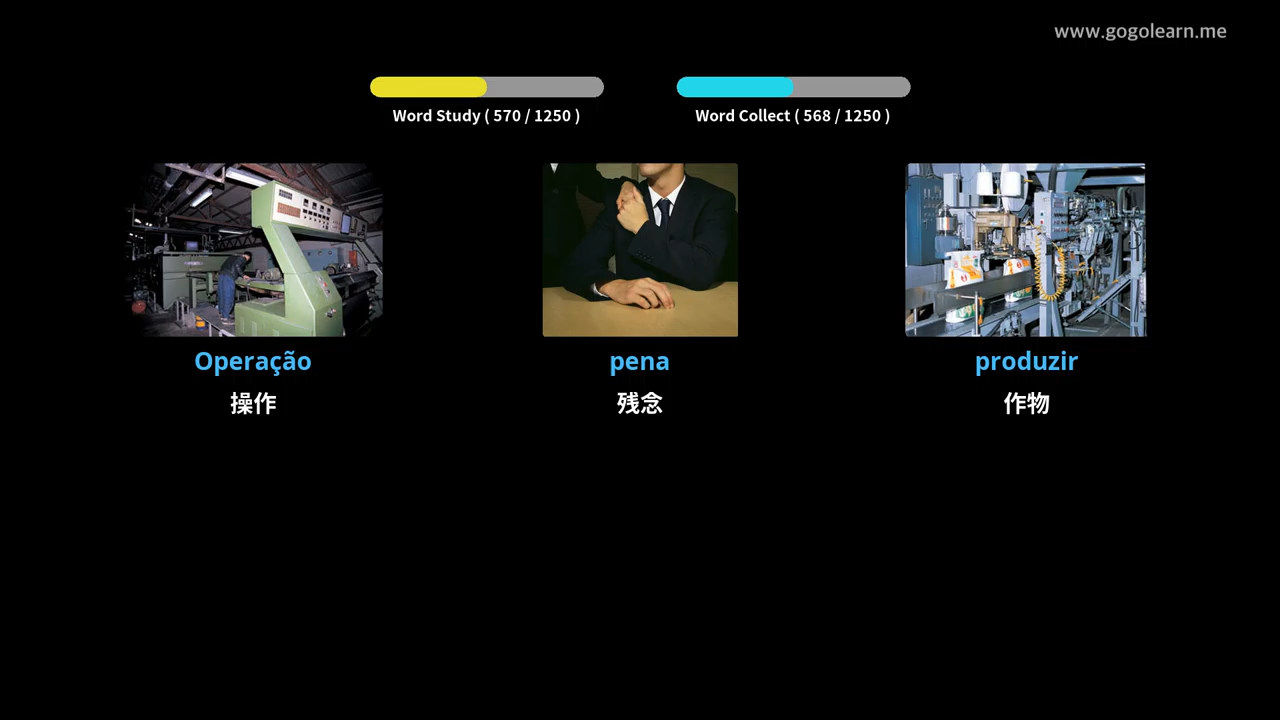 www.gogolearn.me
Word Study ( 570 / 1250 )
Word Collect ( 568 / 1250 )
Operação
pena
produzir
操作
残念
作物